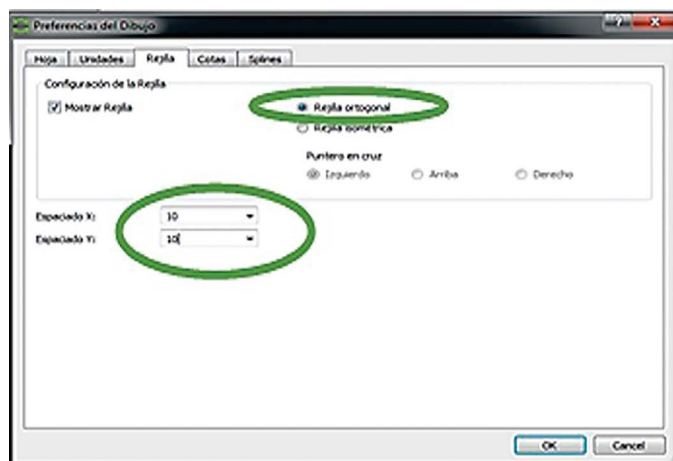 Preferencias del Dibujo
Hoja Unidades Rejilla Cotas Splines
Configuración de la Rejilla
Mostrar Rejilla
Rejilla ortogonal
Rejilla isométrica
Puntero en cruz
Izquierdo Arriba Derecho
Espaciado X: 10
Espaciado Y: 10
OK Cancel